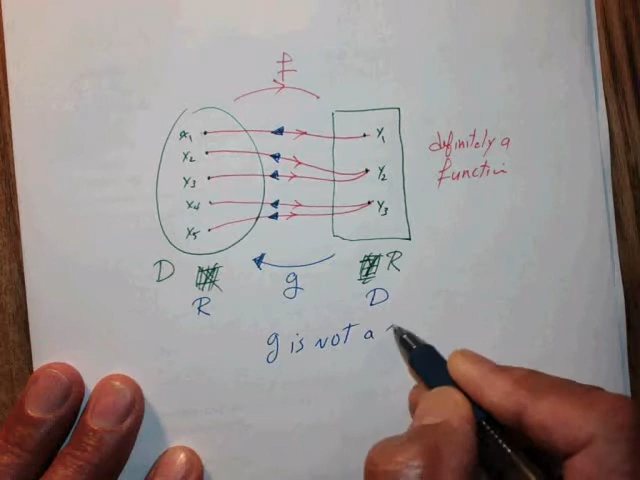 f
x₁ y₁
x₂ y₂
x₃ y₃
x₄
x₅
definitely a
function
D R
g
R D
g is not a